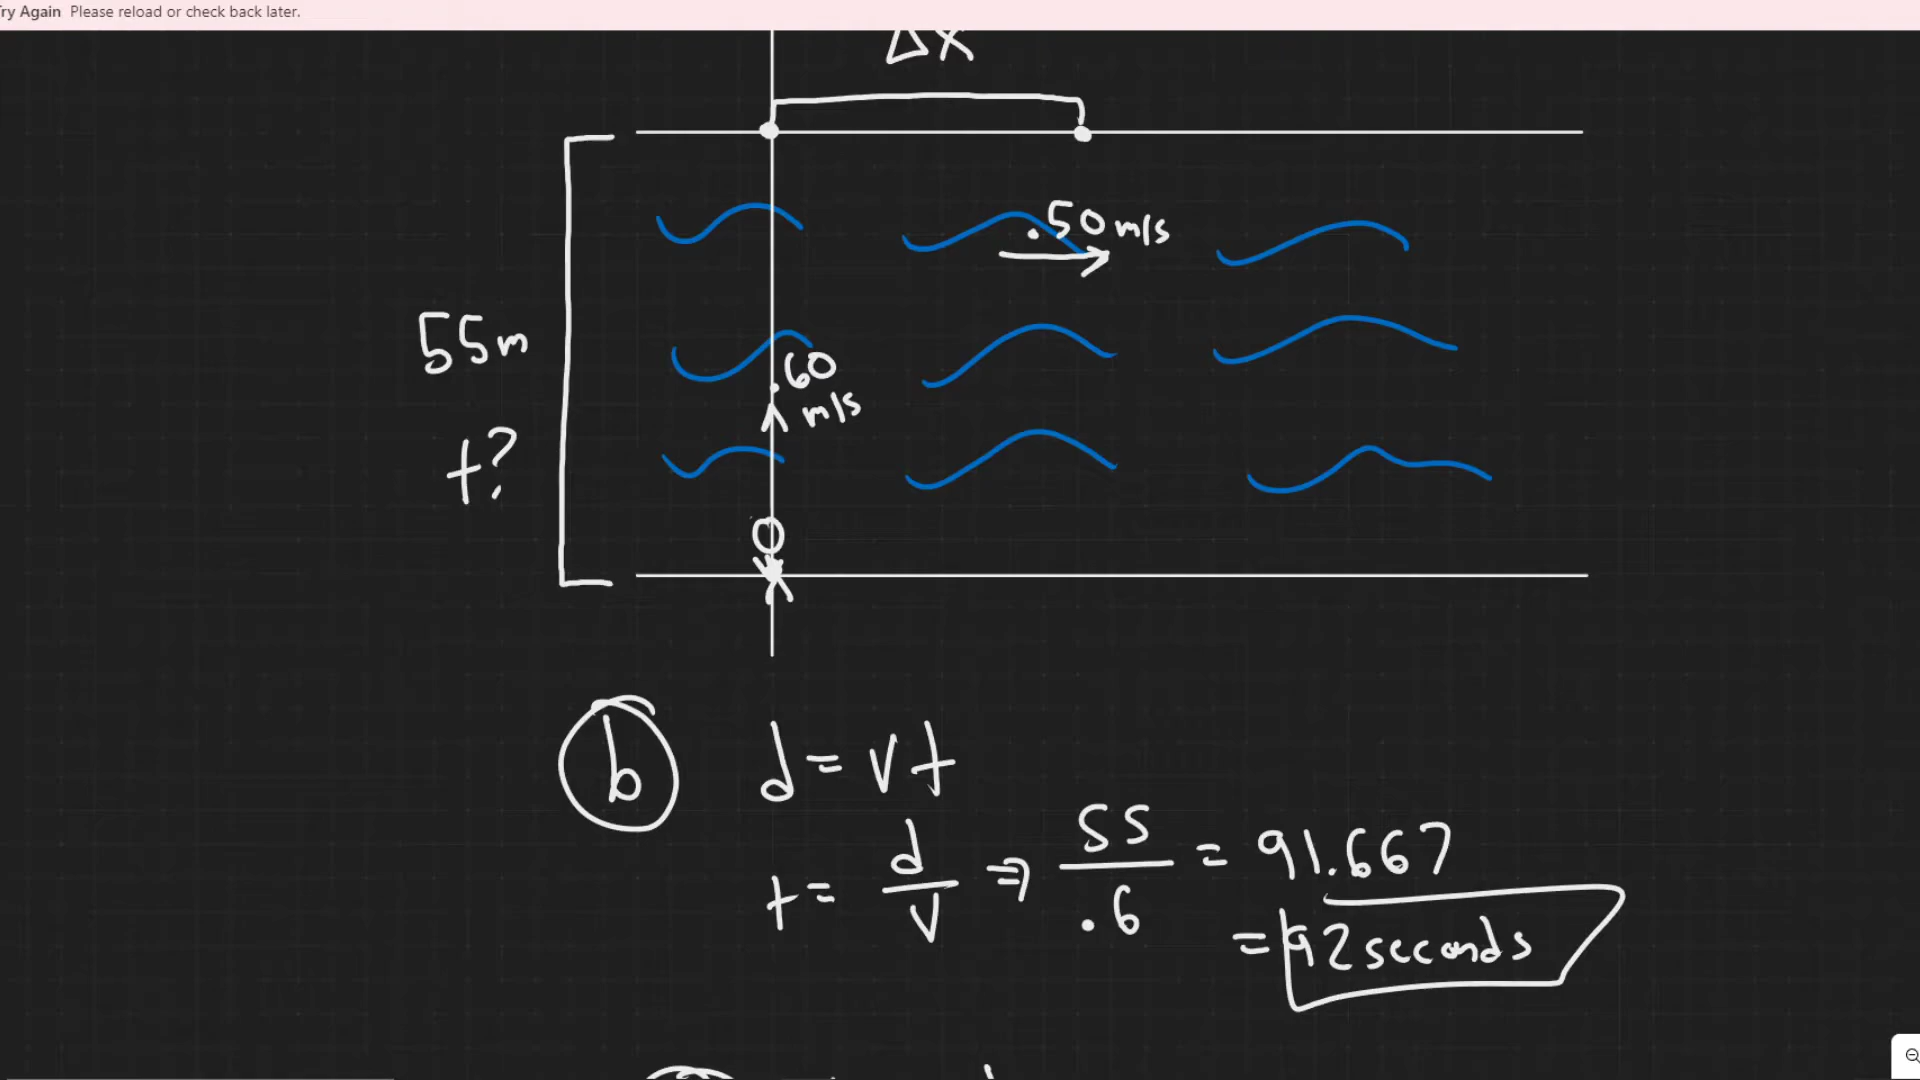 Try Again Please reload or check back later.
Δx
.50 m/s
55m
.60
m/s
t?
b
d = vt
t = d/v ⇒ 55/.6 = 91.667
= 92 seconds